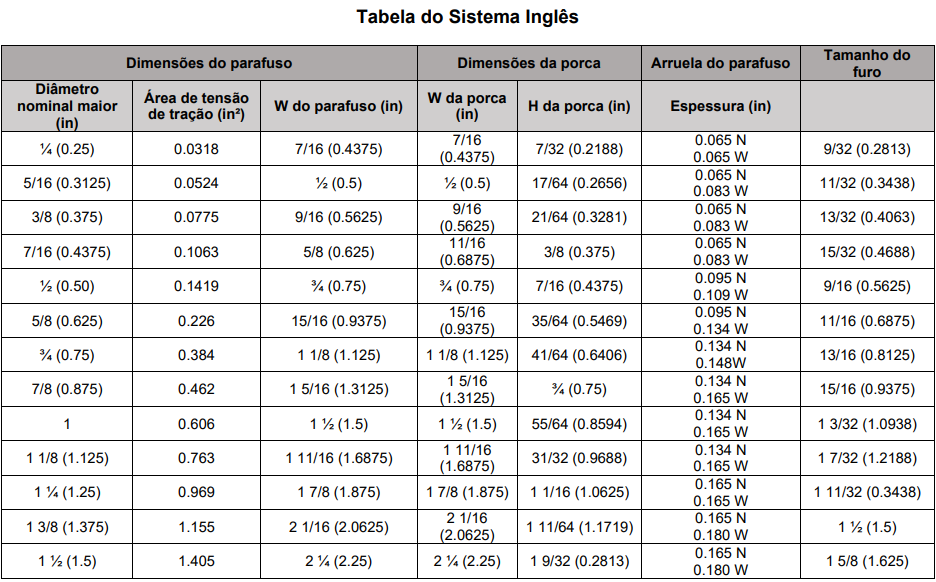 Tabela do Sistema Inglês
Dimensões do parafuso Dimensões da porca Arruela do parafuso Tamanho do
furo
Diâmetro
nominal maior
(in) Área de tensão
de tração (in²) W do parafuso (in) W da porca
(in) H da porca (in) Espessura (in)
¼ (0.25) 0.0318 7/16 (0.4375) 7/16
(0.4375) 7/32 (0.2188) 0.065 N
0.065 W 9/32 (0.2813)
5/16 (0.3125) 0.0524 ½ (0.5) ½ (0.5) 17/64 (0.2656) 0.065 N
0.083 W 11/32 (0.3438)
3/8 (0.375) 0.0775 9/16 (0.5625) 9/16
(0.5625) 21/64 (0.3281) 0.065 N
0.083 W 13/32 (0.4063)
7/16 (0.4375) 0.1063 5/8 (0.625) 11/16
(0.6875) 3/8 (0.375) 0.065 N
0.083 W 15/32 (0.4688)
½ (0.50) 0.1419 ¾ (0.75) ¾ (0.75) 7/16 (0.4375) 0.095 N
0.109 W 9/16 (0.5625)
5/8 (0.625) 0.226 15/16 (0.9375) 15/16
(0.9375) 35/64 (0.5469) 0.095 N
0.134 W 11/16 (0.6875)
¾ (0.75) 0.384 1 1/8 (1.125) 1 1/8 (1.125) 41/64 (0.6406) 0.134 N
0.148W 13/16 (0.8125)
7/8 (0.875) 0.462 1 5/16 (1.3125) 1 5/16
(1.3125) ¾ (0.75) 0.134 N
0.165 W 15/16 (0.9375)
1 0.606 1 ½ (1.5) 1 ½ (1.5) 55/64 (0.8594) 0.134 N
0.165 W 1 3/32 (1.0938)
1 1/8 (1.125) 0.763 1 11/16 (1.6875) 1 11/16
(1.6875) 31/32 (0.9688) 0.134 N
0.165 W 1 7/32 (1.2188)
1 ¼ (1.25) 0.969 1 7/8 (1.875) 1 7/8 (1.875) 1 1/16 (1.0625) 0.165 N
0.165 W 1 11/32 (0.3438)
1 3/8 (1.375) 1.155 2 1/16 (2.0625) 2 1/16
(2.0625) 1 11/64 (1.1719) 0.165 N
0.180 W 1 ½ (1.5)
1 ½ (1.5) 1.405 2 ¼ (2.25) 2 ¼ (2.25) 1 9/32 (0.2813) 0.165 N
0.180 W 1 5/8 (1.625)